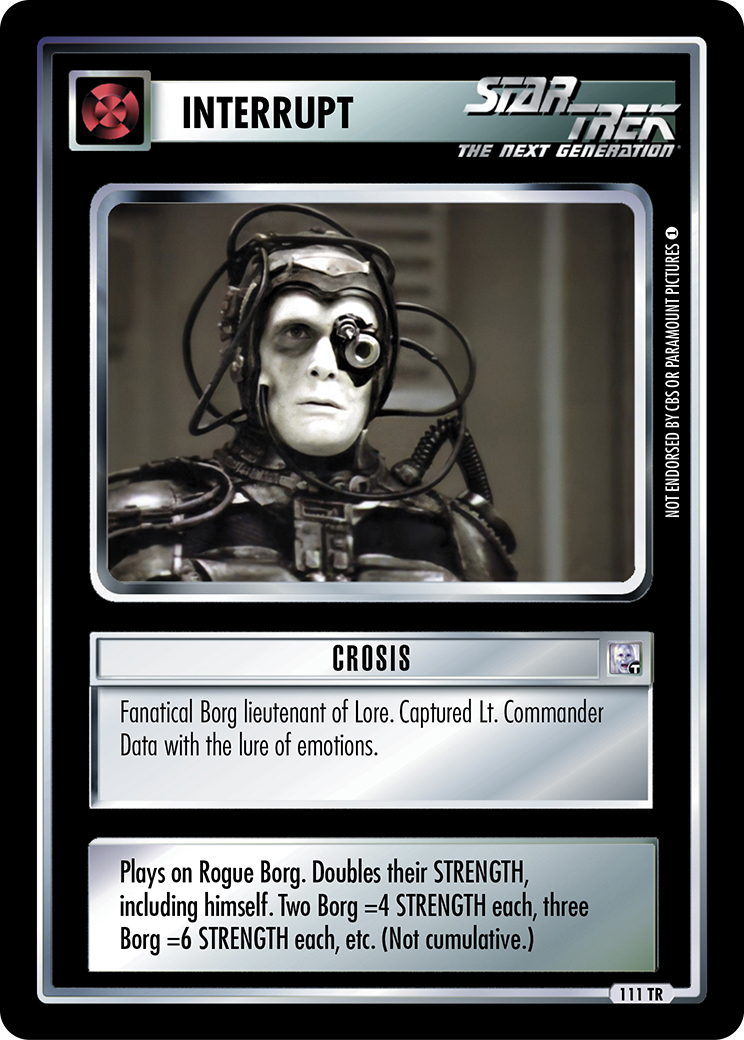 INTERRUPT
STAR TREK
THE NEXT GENERATION
NOT ENDORSED BY CBS OR PARAMOUNT PICTURES 1
CROSIS
T
Fanatical Borg lieutenant of Lore. Captured Lt. Commander
Data with the lure of emotions.
Plays on Rogue Borg. Doubles their STRENGTH,
including himself. Two Borg =4 STRENGTH each, three
Borg =6 STRENGTH each, etc. (Not cumulative.)
111 TR